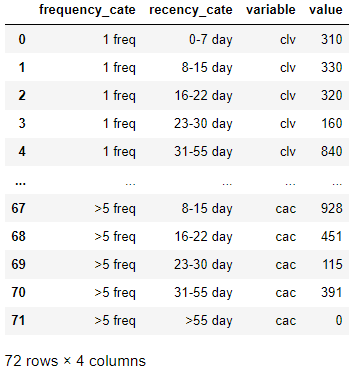 frequency_cate recency_cate variable value
0 1 freq 0-7 day clv 310
1 1 freq 8-15 day clv 330
2 1 freq 16-22 day clv 320
3 1 freq 23-30 day clv 160
4 1 freq 31-55 day clv 840
... ... ... ... ...
67 >5 freq 8-15 day cac 928
68 >5 freq 16-22 day cac 451
69 >5 freq 23-30 day cac 115
70 >5 freq 31-55 day cac 391
71 >5 freq >55 day cac 0
72 rows × 4 columns